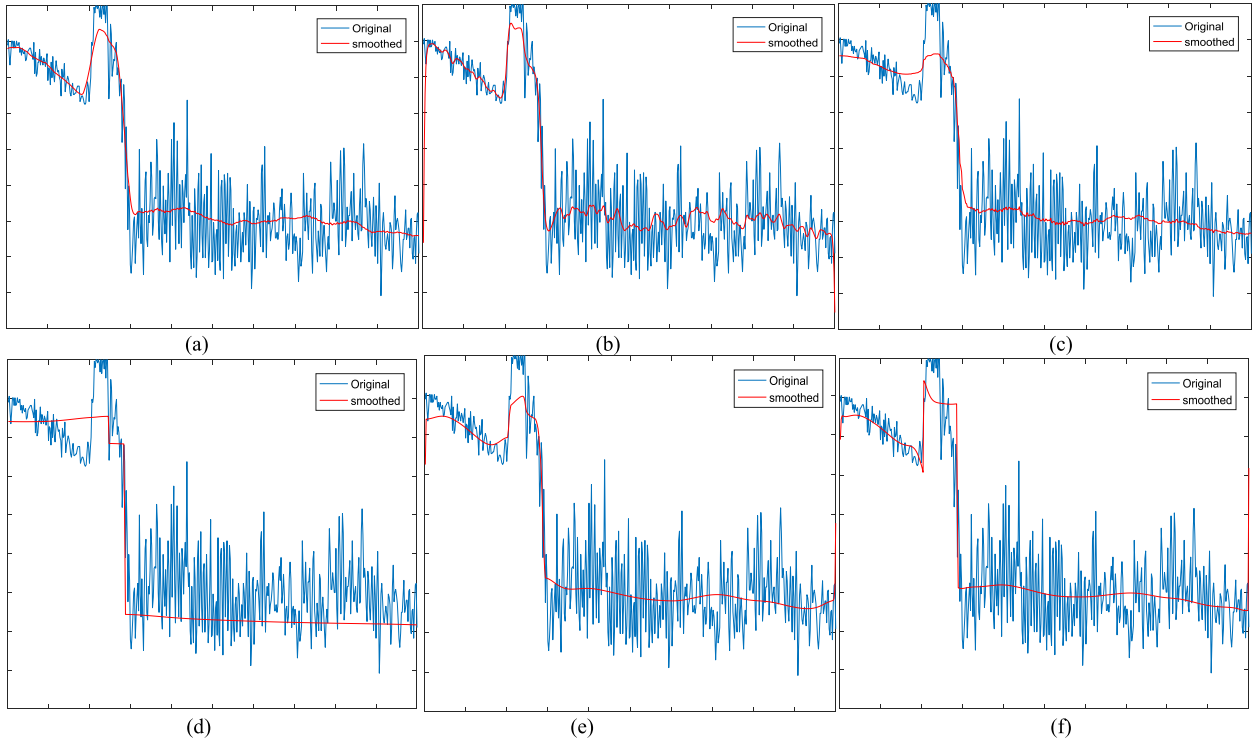 Original
smoothed
Original
smoothed
Original
smoothed
(a)
(b)
(c)
Original
smoothed
Original
smoothed
Original
smoothed
(d)
(e)
(f)